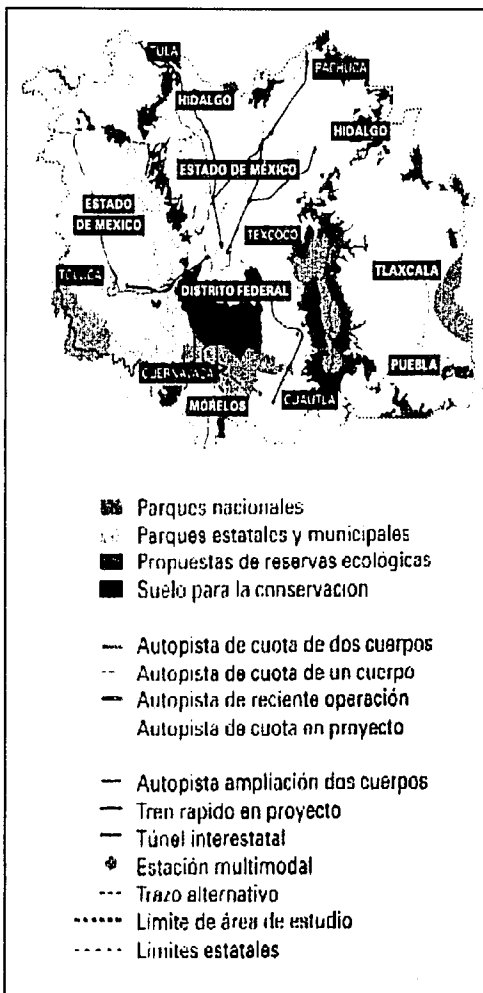 TULA
PACHUCA
HIDALGO
HIDALGO
ESTADO DE MÉXICO
ESTADO
DE MEXICO
TEXCOCO
TOLUCA
TLAXCALA
DISTRITO FEDERAL
CUERNAVACA
PUEBLA
MORELOS
CUAUTLA
Parques nacionales
Parques estatales y municipales
Propuestas de reservas ecológicas
Suelo para la conservacion
Autopista de cuota de dos cuerpos
Autopista de cuota de un cuerpo
Autopista de reciente operación
Autopista de cuota en proyecto
Autopista ampliación dos cuerpos
Tren rapido en proyecto
Túnel interestatal
Estación multimodal
Trazo alternativo
Límite de área de estudio
Limites estatales